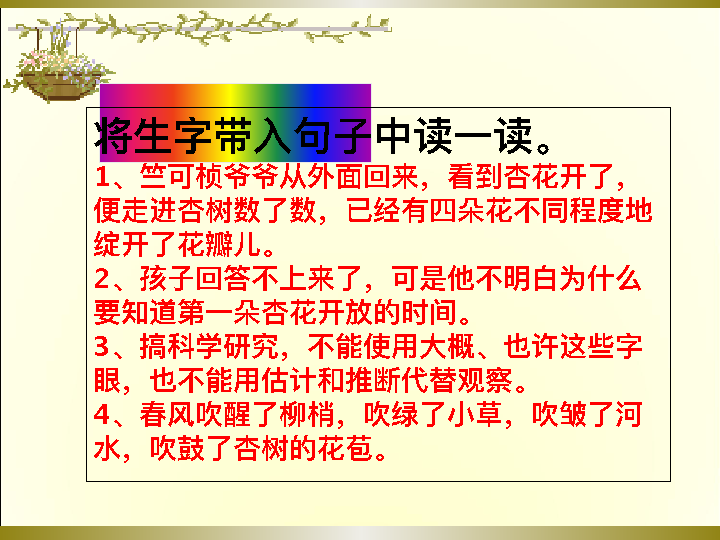 将生字带入句子中读一读。
1、竺可桢爷爷从外面回来，看到杏花开了，
便走进杏树数了数，已经有四朵花不同程度地
绽开了花瓣儿。
2、孩子回答不上来了，可是他不明白为什么
要知道第一朵杏花开放的时间。
3、搞科学研究，不能使用大概、也许这些字
眼，也不能用估计和推断代替观察。
4、春风吹醒了柳梢，吹绿了小草，吹皱了河
水，吹鼓了杏树的花苞。